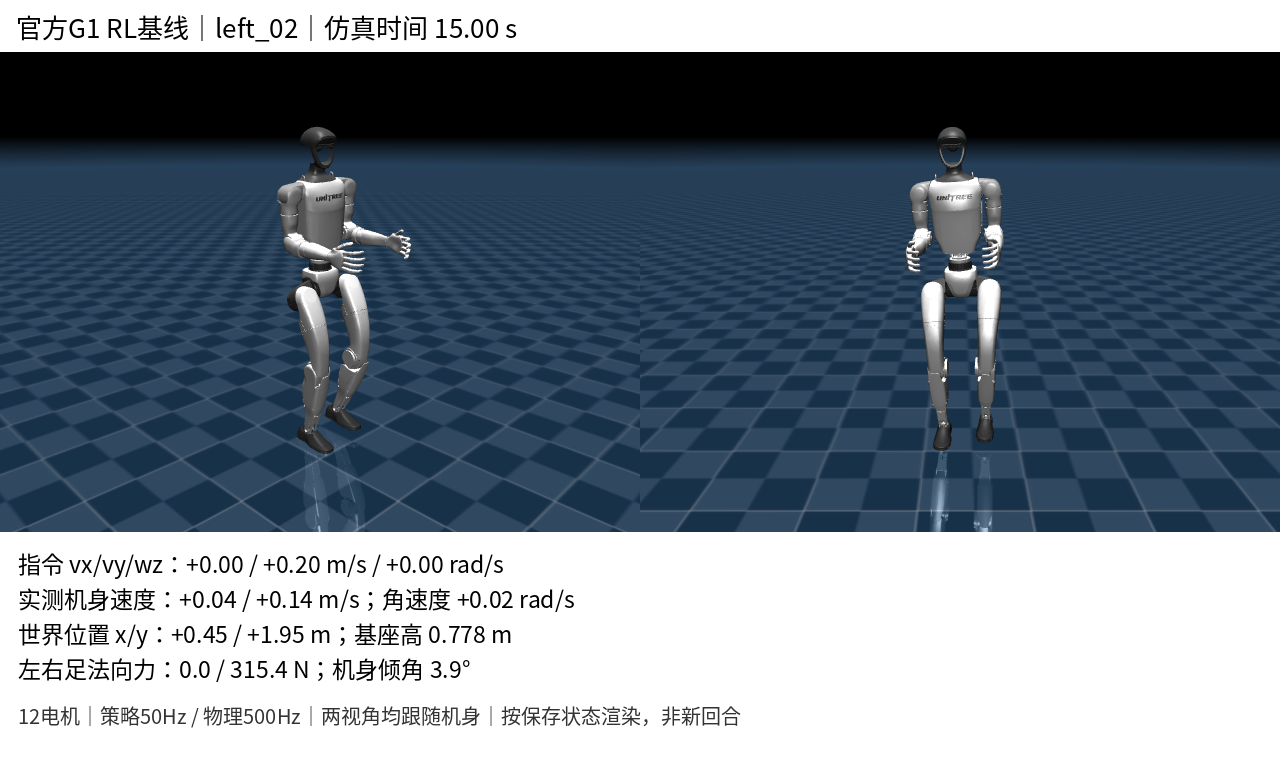 官方G1 RL基线｜left_02｜仿真时间 15.00 s
UNITREE
UNITREE
指令 vx/vy/wz：+0.00 / +0.20 m/s / +0.00 rad/s
实测机身速度：+0.04 / +0.14 m/s；角速度 +0.02 rad/s
世界位置 x/y：+0.45 / +1.95 m；基座高 0.778 m
左右足法向力：0.0 / 315.4 N；机身倾角 3.9°
12电机｜策略50Hz / 物理500Hz｜两视角均跟随机身｜按保存状态渲染，非新回合